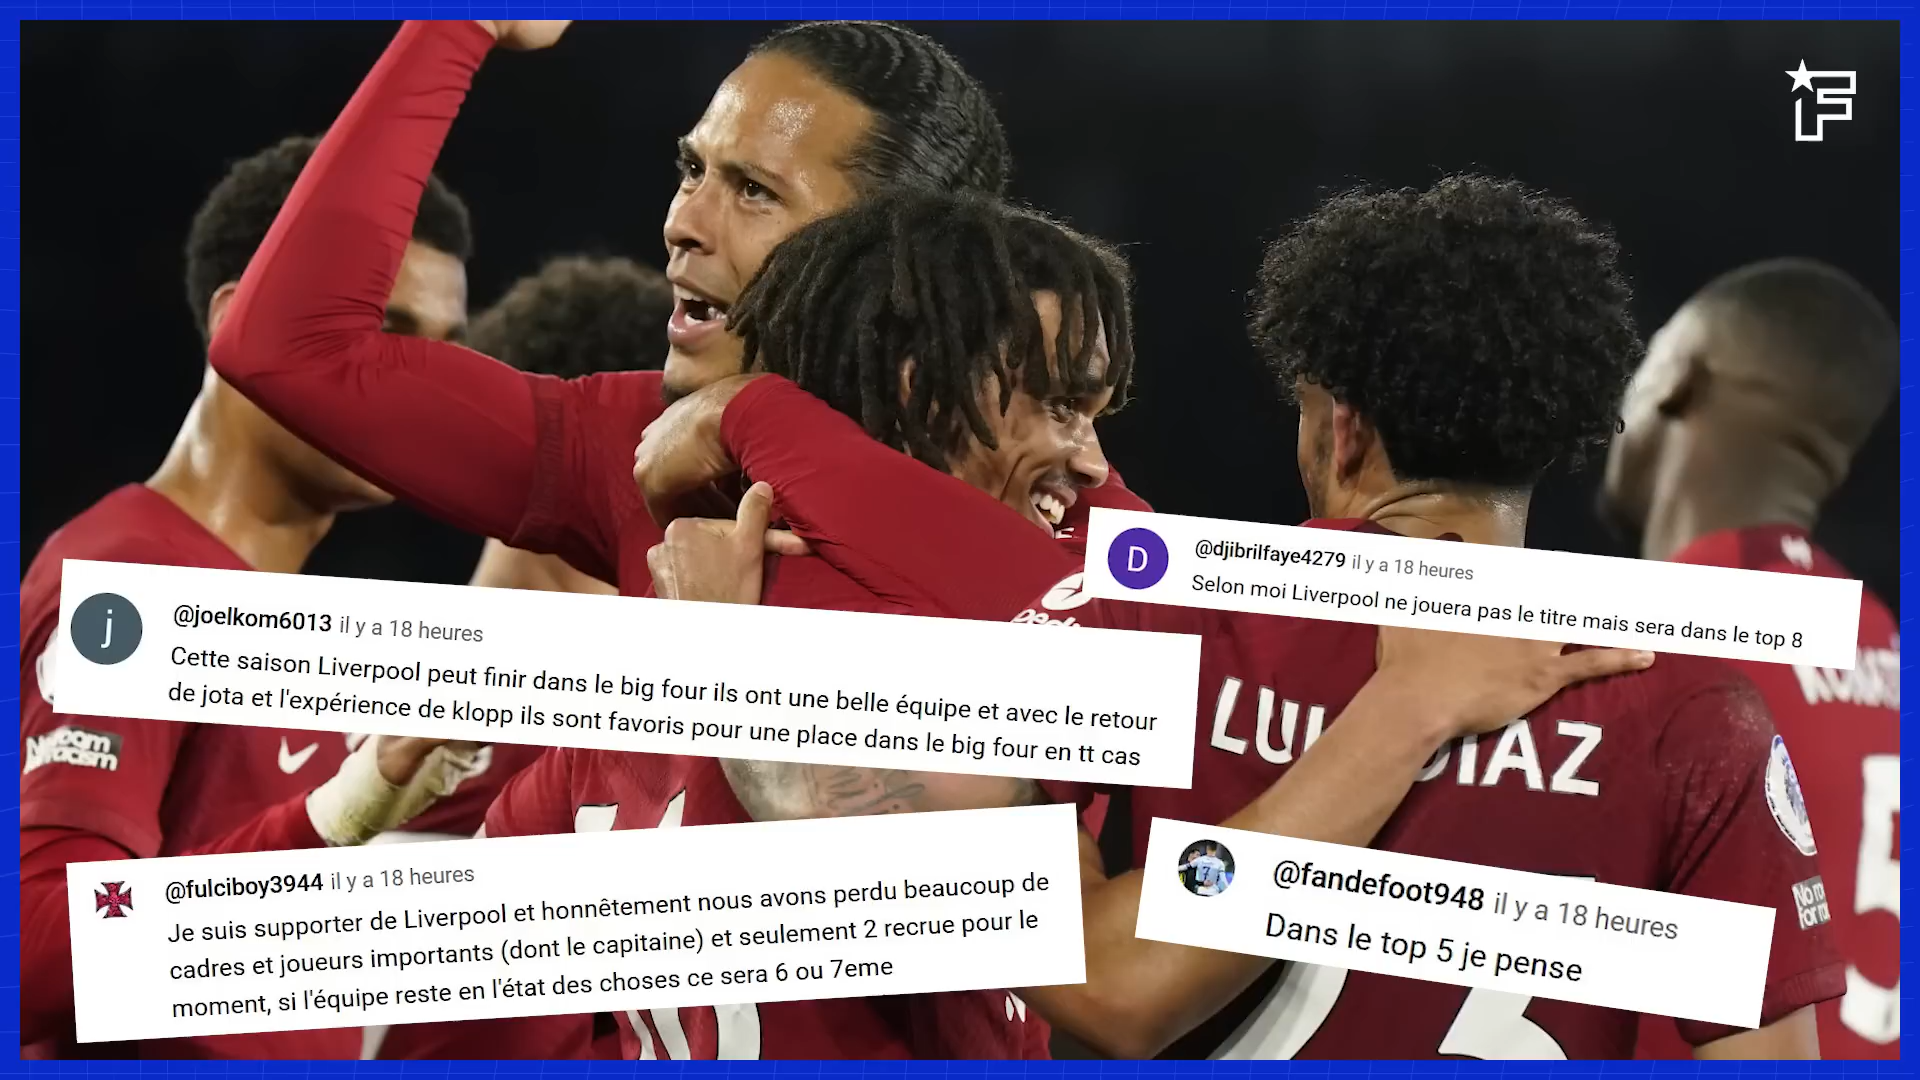 @djibrilfaye4279 il y a 18 heures
Selon moi Liverpool ne jouera pas le titre mais sera dans le top 8
@joelkom6013 il y a 18 heures
Cette saison Liverpool peut finir dans le big four ils ont une belle équipe et avec le retour
de jota et l'expérience de klopp ils sont favoris pour une place dans le big four en tt cas
DIAZ
@fulciboy3944 il y a 18 heures
Je suis supporter de Liverpool et honnêtement nous avons perdu beaucoup de
cadres et joueurs importants (dont le capitaine) et seulement 2 recrue pour le
moment, si l'équipe reste en l'état des choses ce sera 6 ou 7eme
@fandefoot948 il y a 18 heures
Dans le top 5 je pense